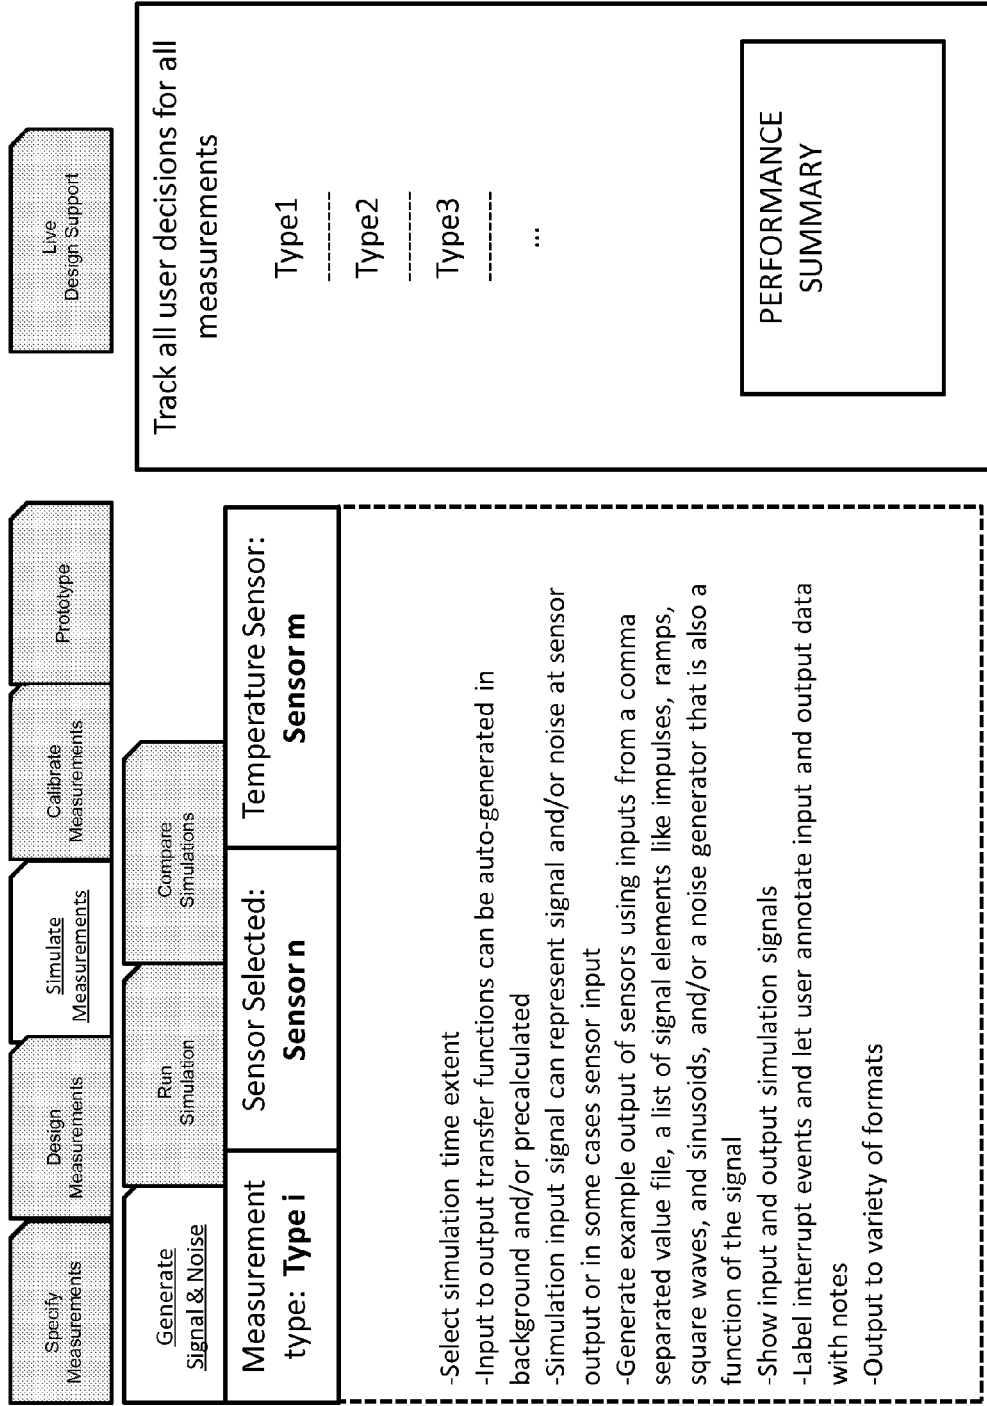 Specify
Measurements
Design
Measurements
Simulate
Measurements
Calibrate
Measurements
Prototype
Live
Design Support
Generate
Signal & Noise
Run
Simulation
Compare
Simulations
Measurement
type: Type i
Sensor Selected:
Sensor n
Temperature Sensor:
Sensor m
-Select simulation time extent
-Input to output transfer functions can be auto-generated in
background and/or precalculated
-Simulation input signal can represent signal and/or noise at sensor
output or in some cases sensor input
-Generate example output of sensors using inputs from a comma
separated value file, a list of signal elements like impulses, ramps,
square waves, and sinusoids, and/or a noise generator that is also a
function of the signal
-Show input and output simulation signals
-Label interrupt events and let user annotate input and output data
with notes
-Output to variety of formats
Track all user decisions for all
measurements
Type1
----------
Type2
----------
Type3
----------
...
PERFORMANCE
SUMMARY